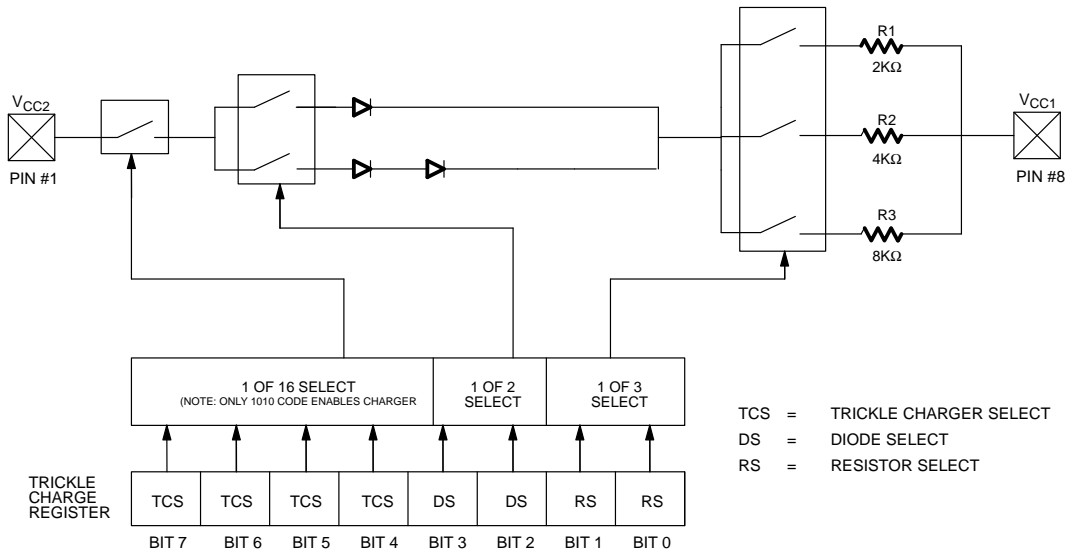 R1
2KΩ
VCC2
PIN #1
R2
4KΩ
VCC1
PIN #8
R3
8KΩ
1 OF 16 SELECT
(NOTE: ONLY 1010 CODE ENABLES CHARGER
1 OF 2
SELECT
1 OF 3
SELECT
TCS = TRICKLE CHARGER SELECT
DS = DIODE SELECT
RS = RESISTOR SELECT
TRICKLE
CHARGE
REGISTER
TCS TCS TCS TCS DS DS RS RS
BIT 7 BIT 6 BIT 5 BIT 4 BIT 3 BIT 2 BIT 1 BIT 0